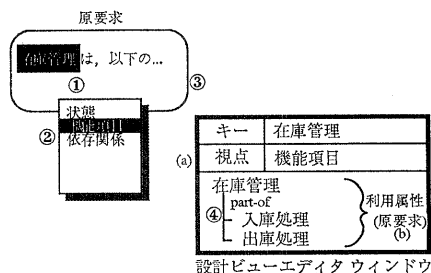 原要求
在庫管理は，以下の...
①
③
状態
② 機能項目
依存関係
(a)
キー 在庫管理
視点 機能項目
在庫管理
part-of
④ 入庫処理
出庫処理
利用属性
(原要求)
(b)
設計ビューエディタ ウィンドウ